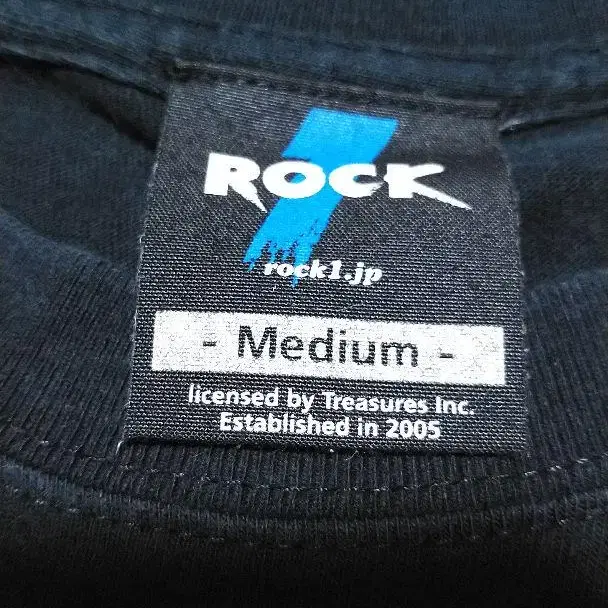 ROCK
rock1.jp
- Medium -
licensed by Treasures Inc.
Established in 2005